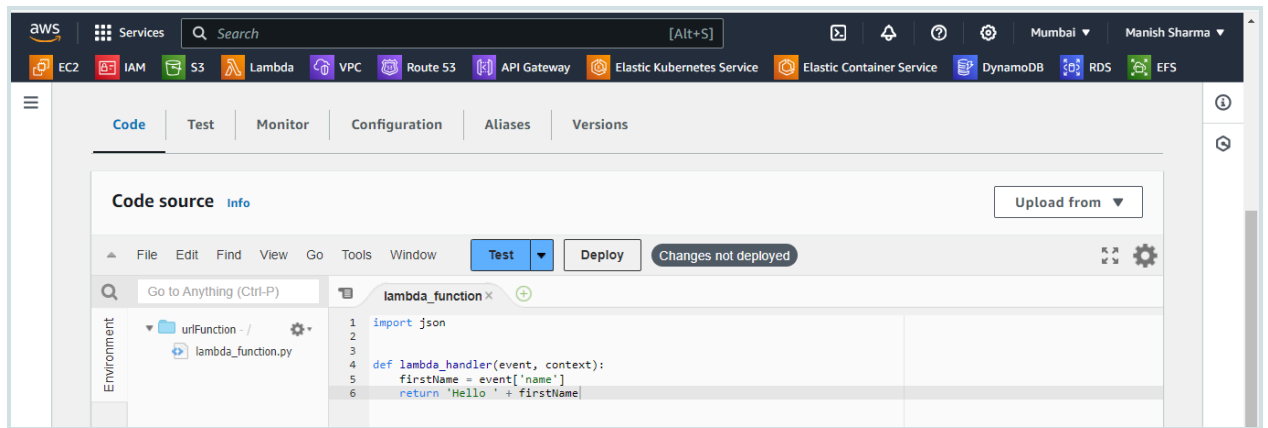 aws Services Search [Alt+S] Mumbai ▼ Manish Sharma ▼
EC2 IAM S3 Lambda VPC Route 53 API Gateway Elastic Kubernetes Service Elastic Container Service DynamoDB RDS EFS
Code Test Monitor Configuration Aliases Versions
Code source Info Upload from ▼
File Edit Find View Go Tools Window Test Deploy Changes not deployed
Go to Anything (Ctrl-P) lambda_function ×
Environment
urlFunction - /
lambda_function.py
1 import json
2
3
4 def lambda_handler(event, context):
5     firstName = event['name']
6     return 'Hello ' + firstName